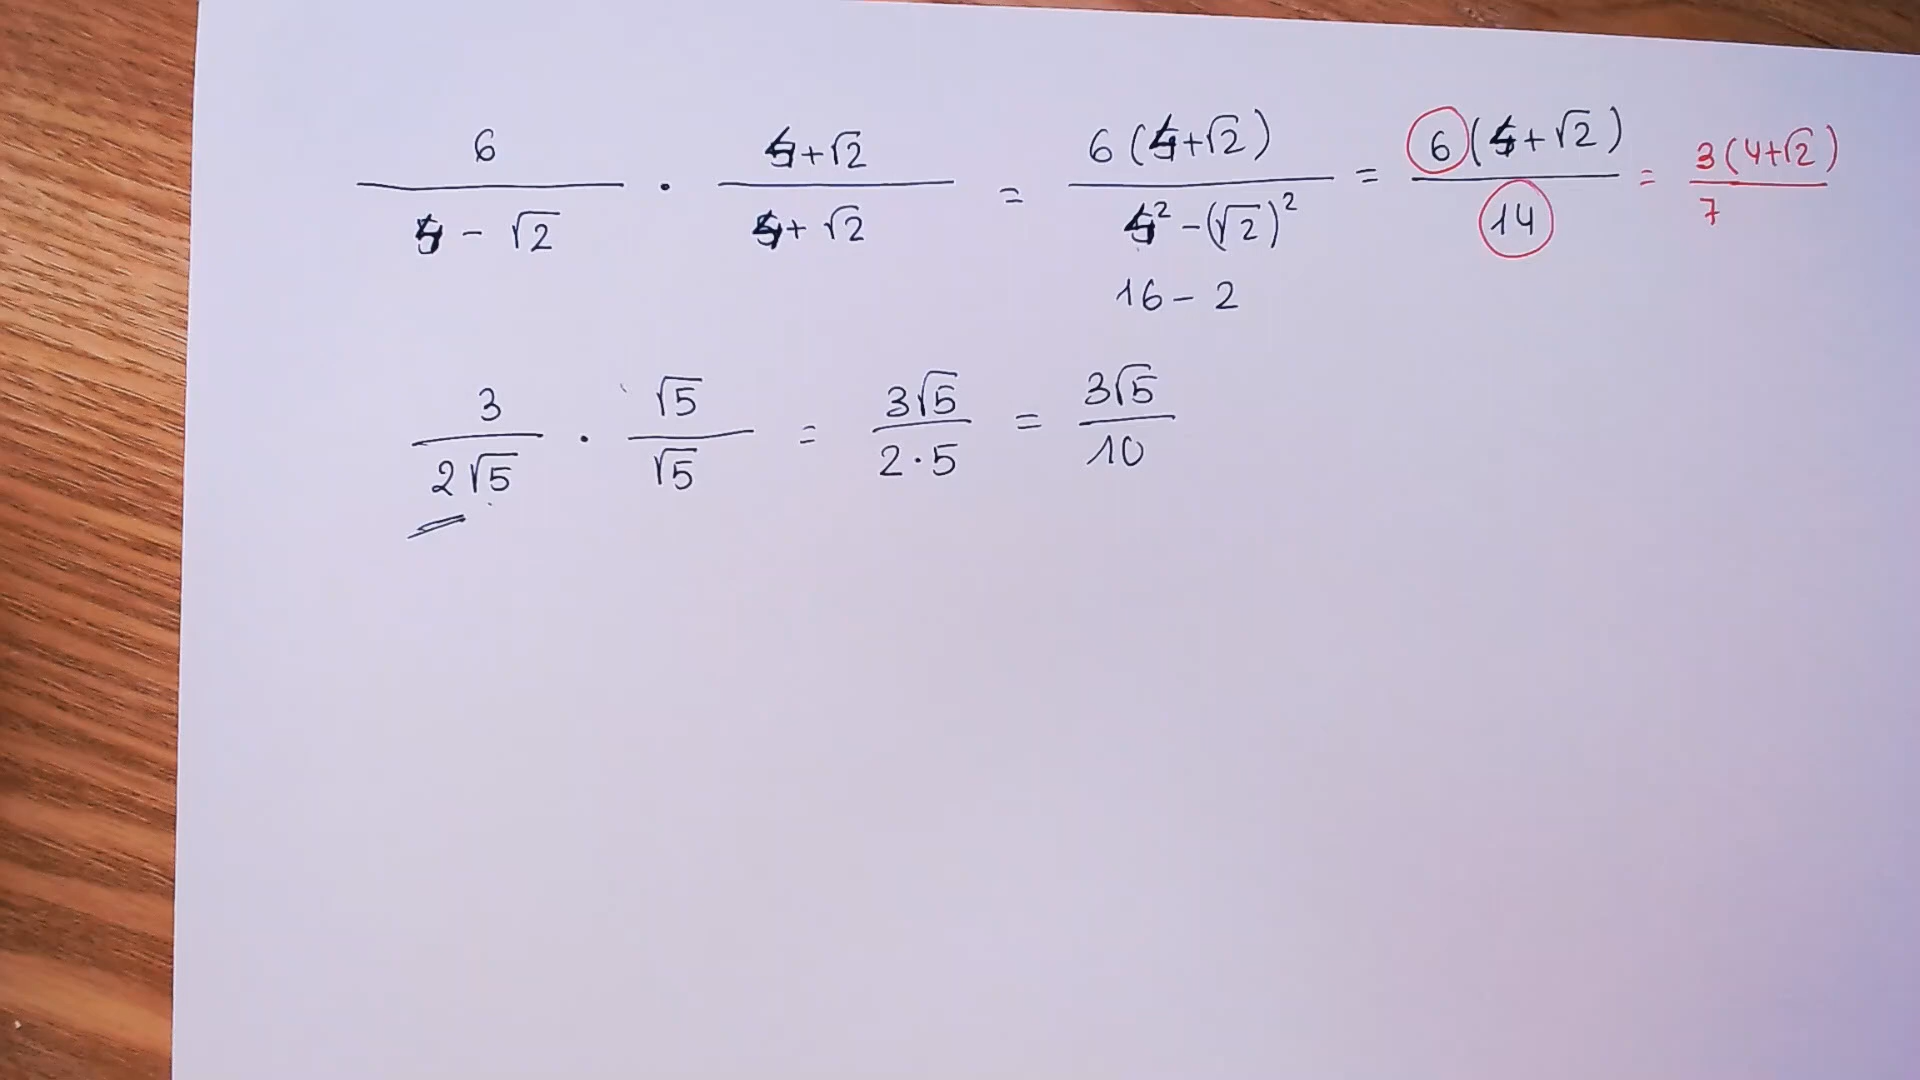 6/(4 - √2) · (4+√2)/(4+√2) = 6(4+√2)/(4² - (√2)²) = 6(4+√2)/14 = 3(4+√2)/7
16 - 2
3/(2√5) · √5/√5 = 3√5/(2·5) = 3√5/10